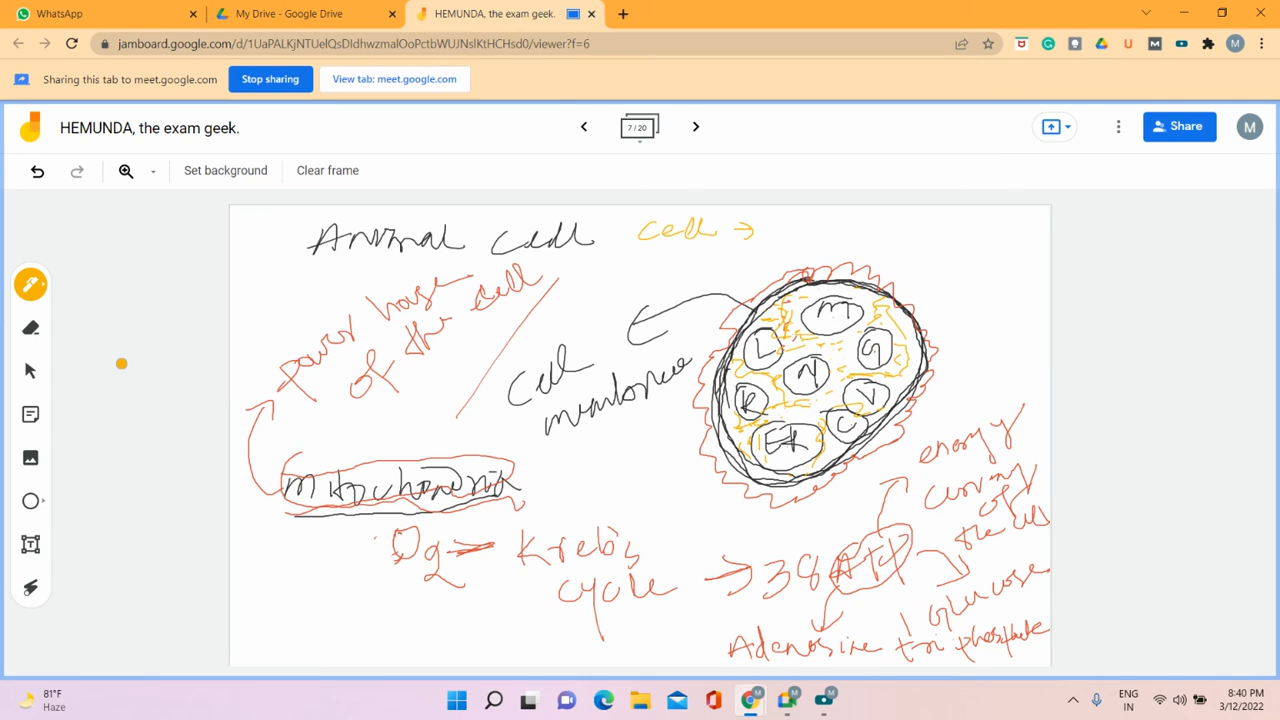 WhatsApp
My Drive - Google Drive
HEMUNDA, the exam geek.
jamboard.google.com/d/1UaPALKjNTUelQsDIdhwzmalOoPctbWUJNslKtHCHsd0/viewer?f=6
Sharing this tab to meet.google.com
Stop sharing
View tab: meet.google.com
HEMUNDA, the exam geek.
7 / 20
Share
M
Set background
Clear frame
Animal cell
cell →
power house
of the cell
cell
membrane
M
L
G
N
R
V
C
ER
mitochondria
O2
Kreb's
cycle
→ 38 ATP
energy
currency
of
the cell
1 glucose
Adenosine tri phosphate
81°F
Haze
ENG
IN
8:40 PM
3/12/2022